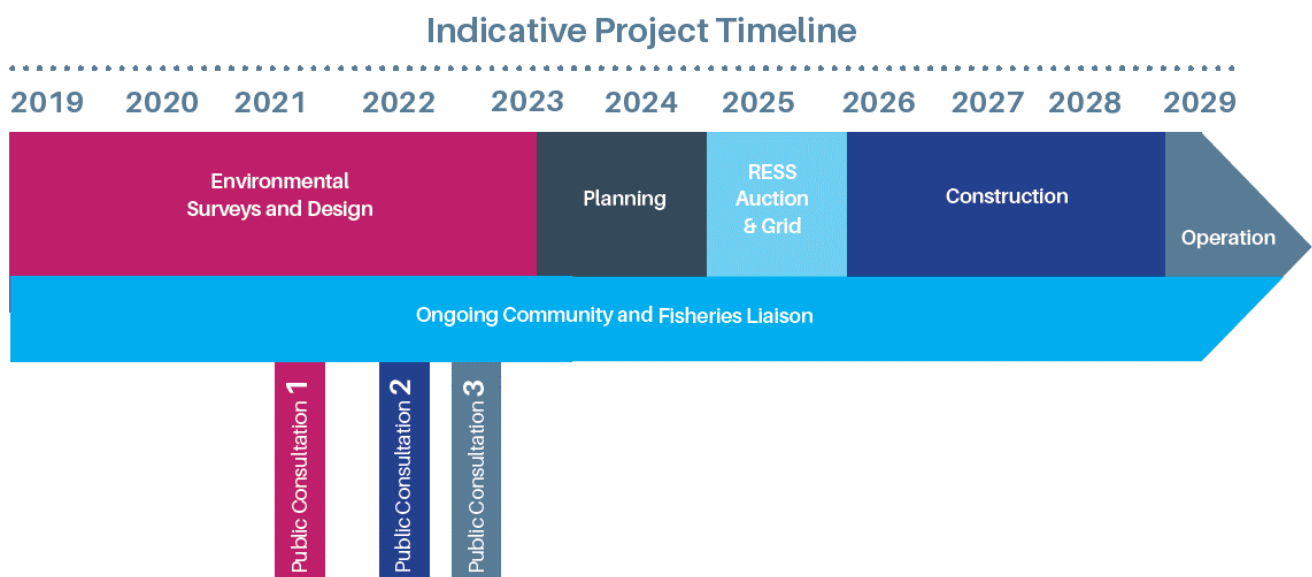 Indicative Project Timeline
2019 2020 2021 2022 2023 2024 2025 2026 2027 2028 2029
Environmental
Surveys and Design
Planning
RESS
Auction
& Grid
Construction
Operation
Ongoing Community and Fisheries Liaison
Public Consultation 1
Public Consultation 2
Public Consultation 3